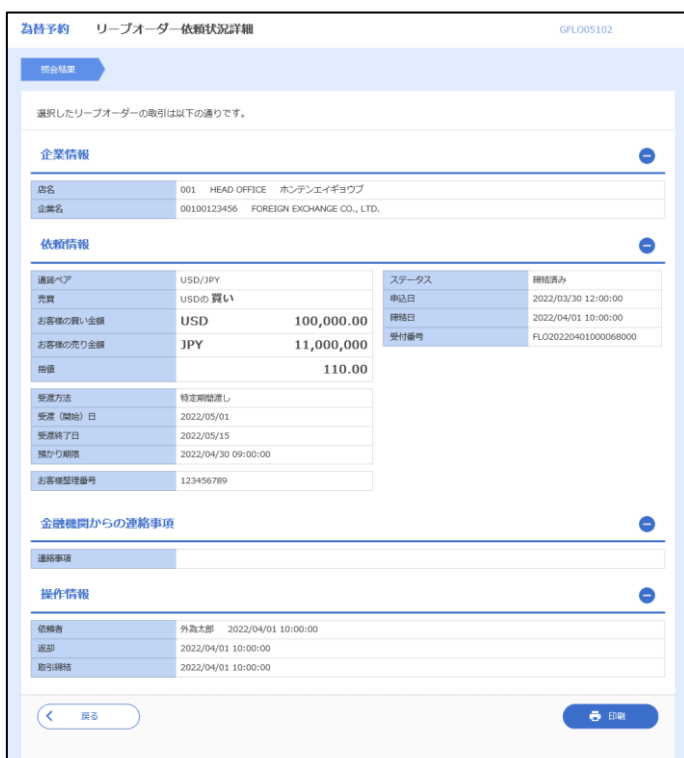 為替予約 リーブオーダー依頼状況詳細 GFLO05102
照会結果
選択したリーブオーダーの取引は以下の通りです。
企業情報
店名 001 HEAD OFFICE ホンテンエイギョウブ
企業名 00100123456 FOREIGN EXCHANGE CO., LTD.
依頼情報
通貨ペア USD/JPY
売買 USDの 買い
お客様の買い金額 USD 100,000.00
お客様の売り金額 JPY 11,000,000
指値 110.00
ステータス 締結済み
申込日 2022/03/30 12:00:00
締結日 2022/04/01 10:00:00
受付番号 FLO20220401000068000
受渡方法 特定期間渡し
受渡（開始）日 2022/05/01
受渡終了日 2022/05/15
預かり期限 2022/04/30 09:00:00
お客様整理番号 123456789
金融機関からの連絡事項
連絡事項
操作情報
依頼者 外為太郎 2022/04/01 10:00:00
返却 2022/04/01 10:00:00
取引締結 2022/04/01 10:00:00
戻る
印刷